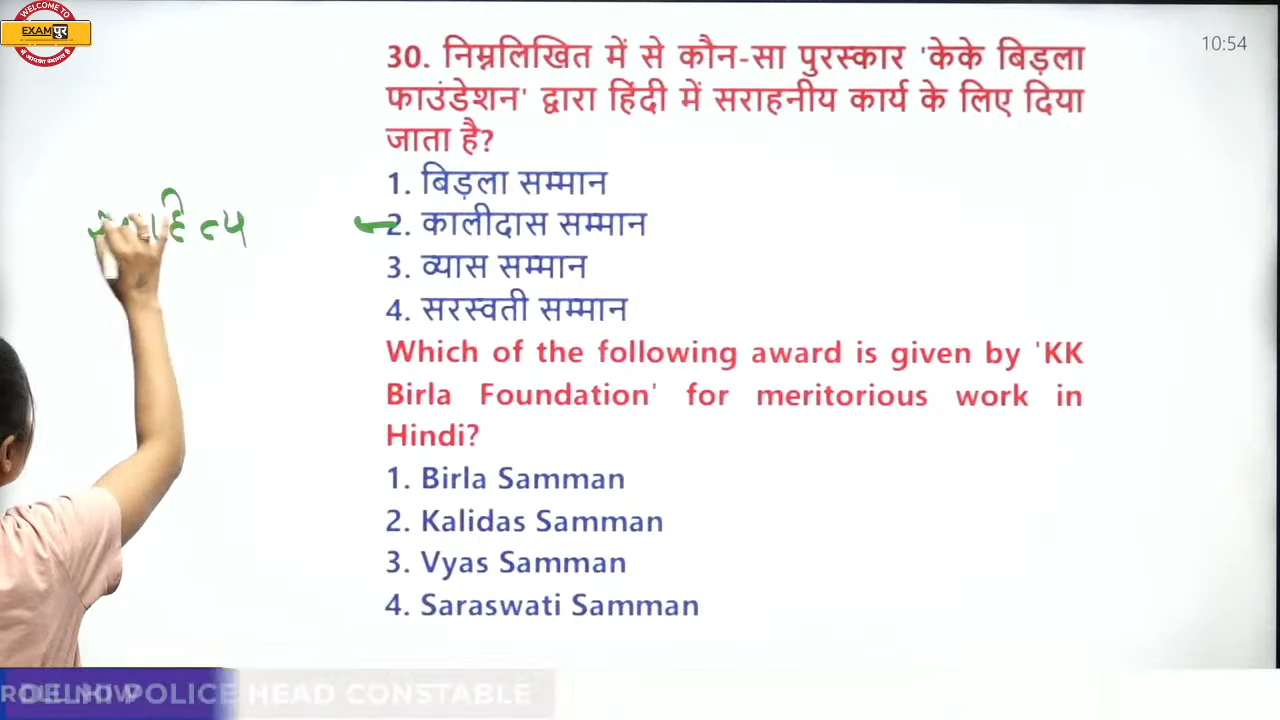 WELCOME TO
EXAMपुर
10:54
30. निम्नलिखित में से कौन-सा पुरस्कार 'केके बिड़ला
फाउंडेशन' द्वारा हिंदी में सराहनीय कार्य के लिए दिया
जाता है?
1. बिड़ला सम्मान
2. कालीदास सम्मान
3. व्यास सम्मान
4. सरस्वती सम्मान
Which of the following award is given by 'KK
Birla Foundation' for meritorious work in
Hindi?
1. Birla Samman
2. Kalidas Samman
3. Vyas Samman
4. Saraswati Samman
DELHI POLICE HEAD CONSTABLE